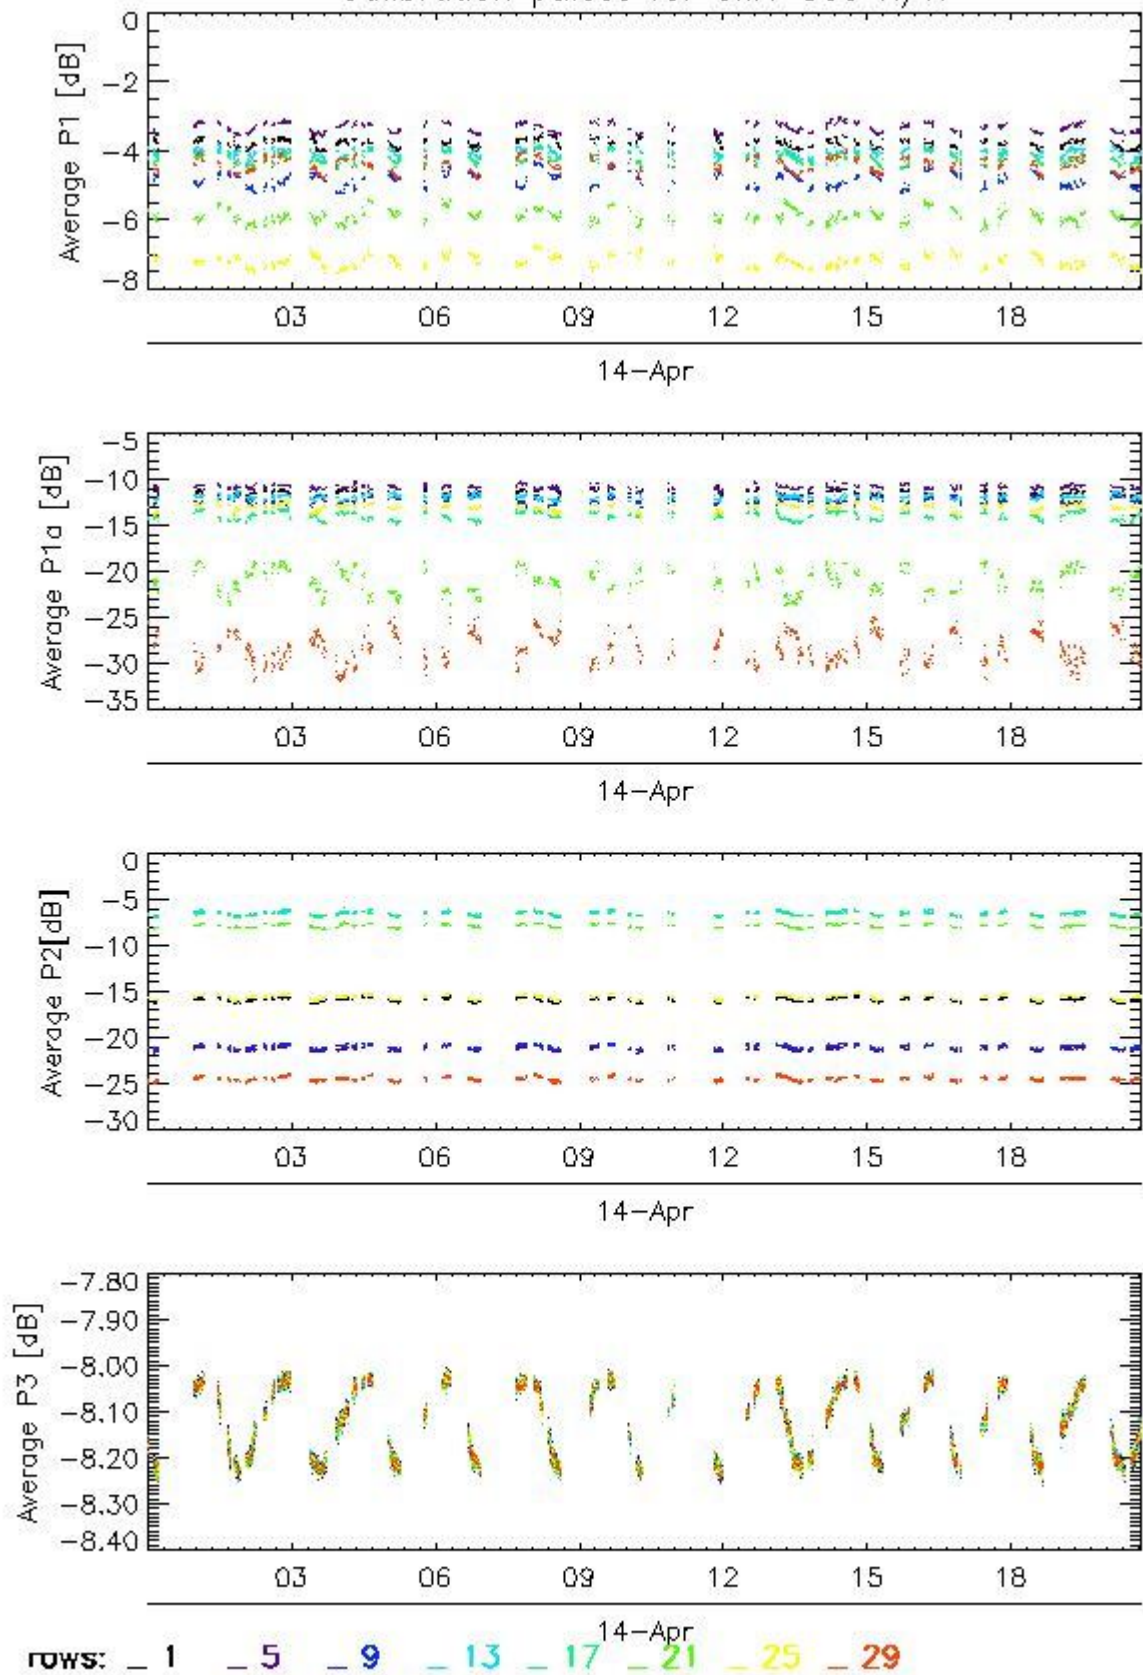 0
-2
-4
-6
-8
Average P1 [dB]
03 06 09 12 15 18
14-Apr
-5
-10
-15
-20
-25
-30
-35
Average P1a [dB]
03 06 09 12 15 18
14-Apr
0
-5
-10
-15
-20
-25
-30
Average P2[dB]
03 06 09 12 15 18
14-Apr
-7.80
-7.90
-8.00
-8.10
-8.20
-8.30
-8.40
Average P3 [dB]
03 06 09 12 15 18
14-Apr
rows: _ 1 _ 5 _ 9 _ 13 _ 17 _ 21 _ 25 _ 29